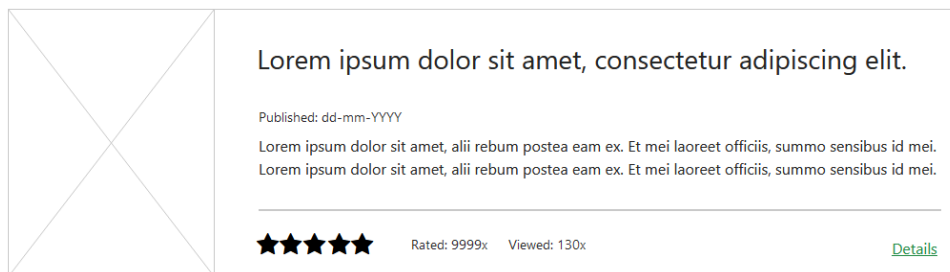 Lorem ipsum dolor sit amet, consectetur adipiscing elit.
Published: dd-mm-YYYY
Lorem ipsum dolor sit amet, alii rebum postea eam ex. Et mei laoreet officiis, summo sensibus id mei.
Lorem ipsum dolor sit amet, alii rebum postea eam ex. Et mei laoreet officiis, summo sensibus id mei.
Rated: 9999x Viewed: 130x
Details